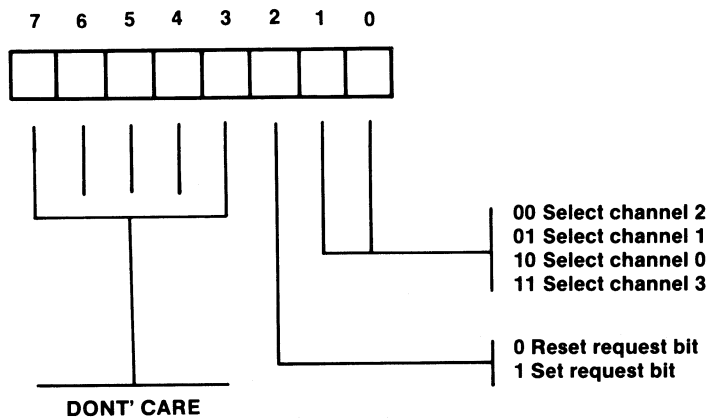 7 6 5 4 3 2 1 0
00 Select channel 2
01 Select channel 1
10 Select channel 0
11 Select channel 3
0 Reset request bit
1 Set request bit
DONT' CARE